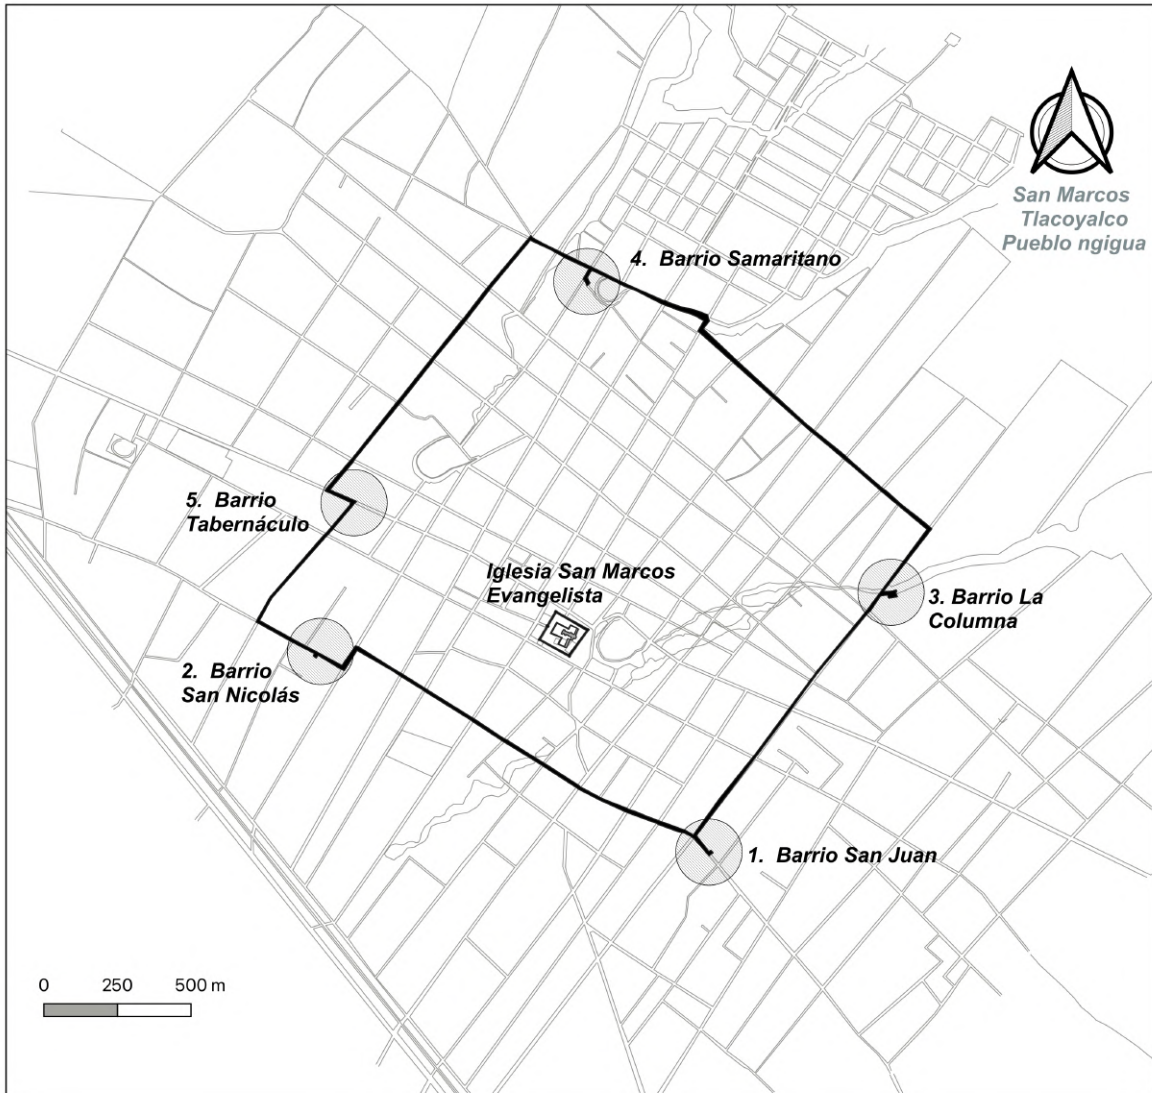 San Marcos
Tlacoyalco
Pueblo ngigua
4. Barrio Samaritano
5. Barrio
Tabernáculo
Iglesia San Marcos
Evangelista
3. Barrio La
Columna
2. Barrio
San Nicolás
1. Barrio San Juan
0 250 500 m